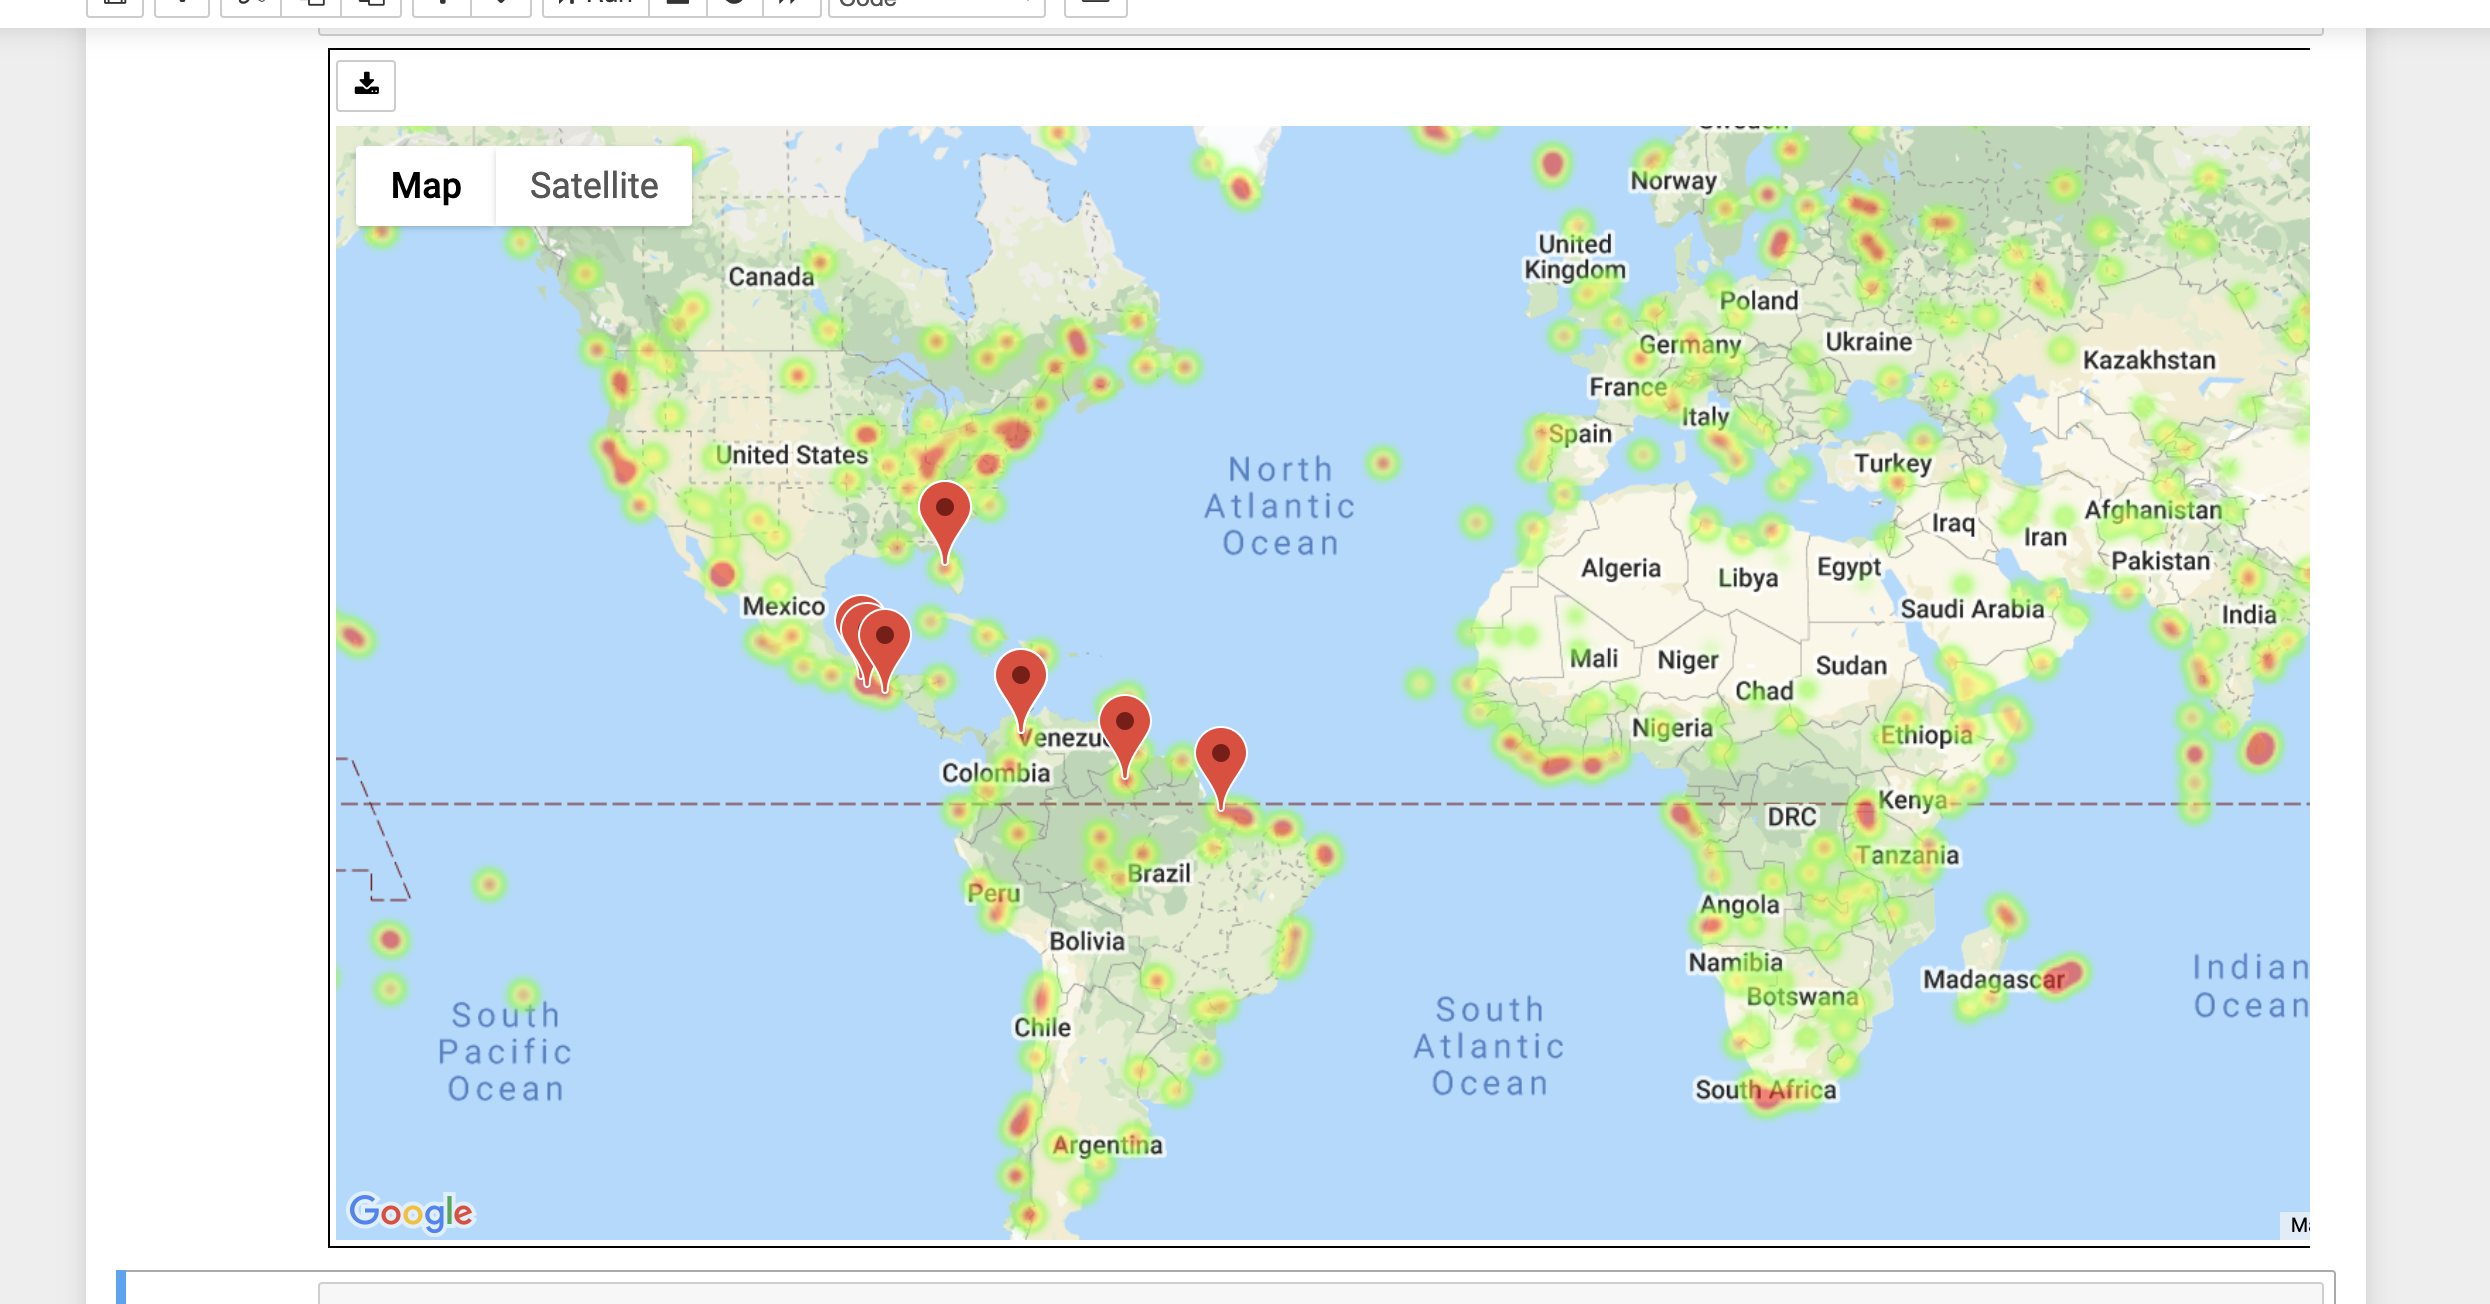 Run
Code
Map
Satellite
Sweden
Norway
Canada
United
Kingdom
Poland
Germany
Ukraine
Kazakhstan
France
Italy
Spain
United States
Turkey
North
Atlantic
Ocean
Afghanistan
Iraq
Iran
Pakistan
Algeria
Libya
Egypt
Mexico
Saudi Arabia
India
Mali
Niger
Sudan
Chad
Nigeria
Ethiopia
Venezu
Colombia
Kenya
DRC
Tanzania
Brazil
Peru
Angola
Bolivia
Namibia
Madagascar
Indian
Ocean
Botswana
South
Pacific
Ocean
Chile
South
Atlantic
Ocean
South Africa
Argentina
Google